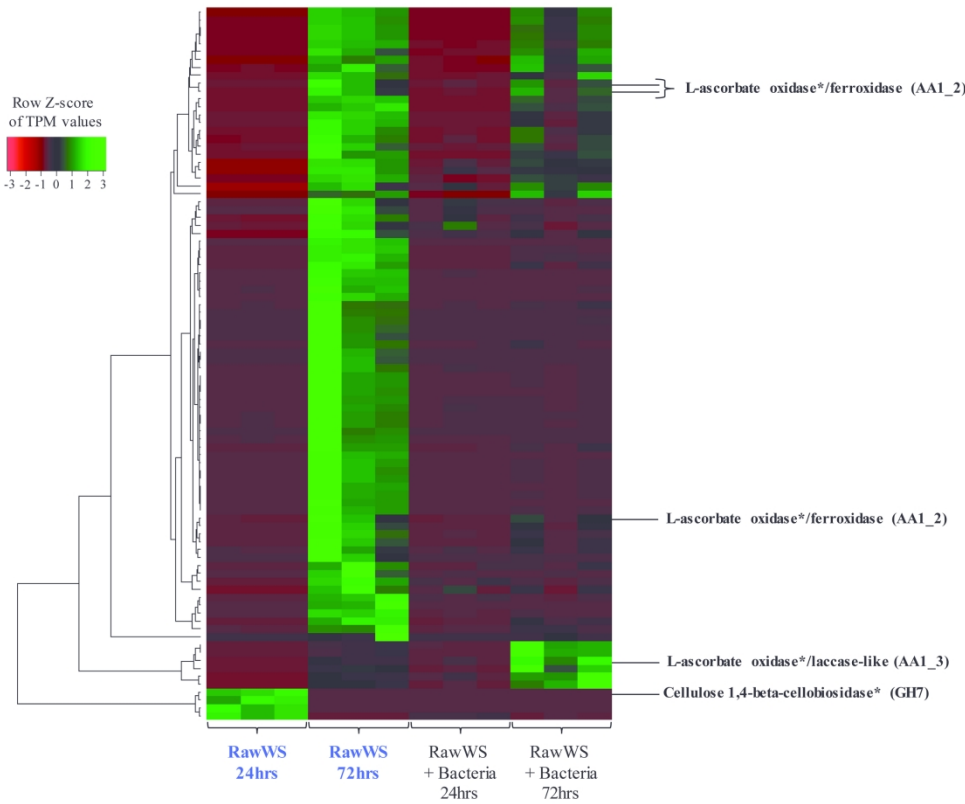 L-ascorbate oxidase*/ferroxidase (AA1_2)
Row Z-score
of TPM values
-3 -2 -1 0 1 2 3
L-ascorbate oxidase*/ferroxidase (AA1_2)
L-ascorbate oxidase*/laccase-like (AA1_3)
Cellulose 1,4-beta-cellobiosidase* (GH7)
RawWS
24hrs
RawWS
72hrs
RawWS
+ Bacteria
24hrs
RawWS
+ Bacteria
72hrs